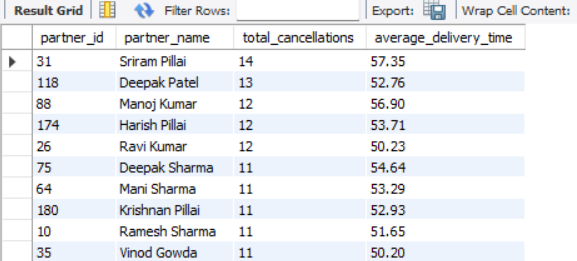 Result Grid Filter Rows: Export: Wrap Cell Content:
partner_id partner_name total_cancellations average_delivery_time
31 Sriram Pillai 14 57.35
118 Deepak Patel 13 52.76
88 Manoj Kumar 12 56.90
174 Harish Pillai 12 53.71
26 Ravi Kumar 12 50.23
75 Deepak Sharma 11 54.64
64 Mani Sharma 11 53.29
180 Krishnan Pillai 11 52.93
10 Ramesh Sharma 11 51.65
35 Vinod Gowda 11 50.20